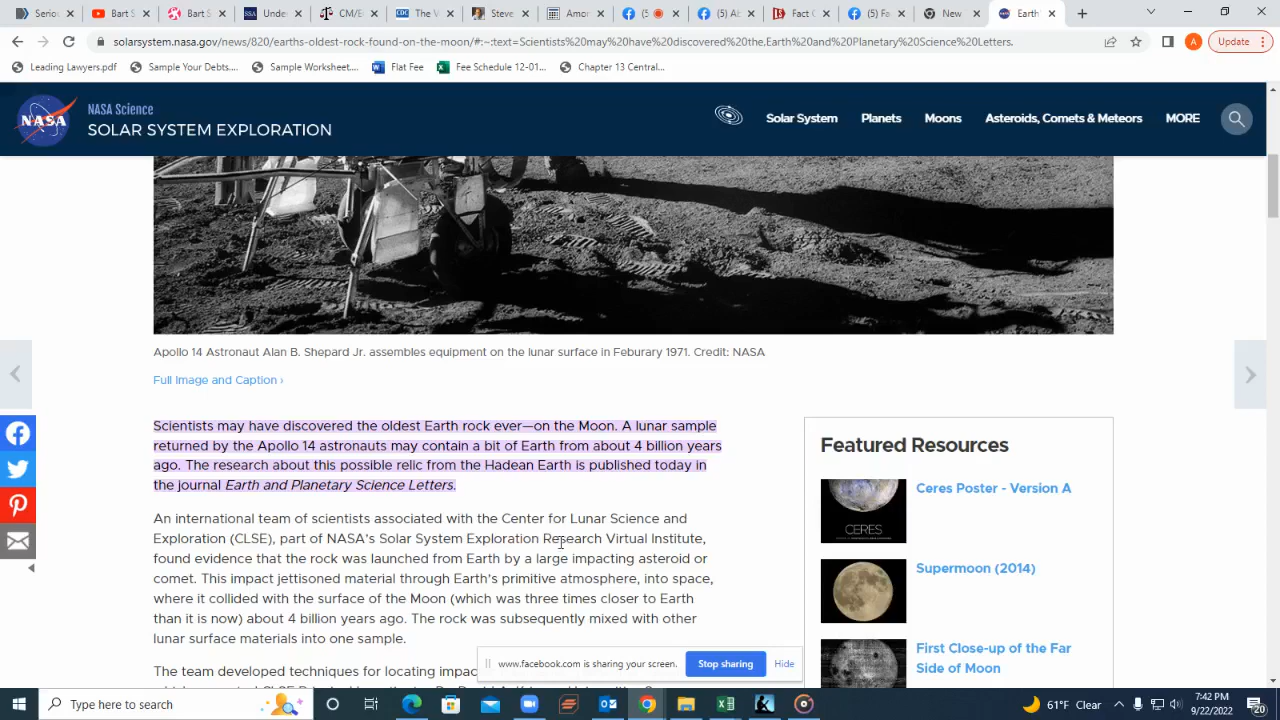 Serio
Bart
SSA
CM/E
The V
Steve
Memor
(5
(5) Fa
Fact C
(5) Fa
New
Earth
solarsystem.nasa.gov/news/820/earths-oldest-rock-found-on-the-moon/#:~:text=Scientists%20may%20have%20discovered%20the,Earth%20and%20Planetary%20Science%20Letters.
Update
Leading Lawyers.pdf
Sample Your Debts....
Sample Worksheet....
Flat Fee
Fee Schedule 12-01...
Chapter 13 Central...
NASA
NASA Science
SOLAR SYSTEM EXPLORATION
Solar System
Planets
Moons
Asteroids, Comets & Meteors
MORE
Apollo 14 Astronaut Alan B. Shepard Jr. assembles equipment on the lunar surface in Feburary 1971. Credit: NASA
Full Image and Caption ›
Scientists may have discovered the oldest Earth rock ever—on the Moon. A lunar sample
returned by the Apollo 14 astronauts may contain a bit of Earth from about 4 billion years
ago. The research about this possible relic from the Hadean Earth is published today in
the journal Earth and Planetary Science Letters.
An international team of scientists associated with the Center for Lunar Science and
Exploration (CLSE), part of NASA's Solar System Exploration Research Virtual Institute,
found evidence that the rock was launched from Earth by a large impacting asteroid or
comet. This impact jettisoned material through Earth's primitive atmosphere, into space,
where it collided with the surface of the Moon (which was three times closer to Earth
than it is now) about 4 billion years ago. The rock was subsequently mixed with other
lunar surface materials into one sample.
The team developed techniques for locating imp
Featured Resources
CERES
Ceres Poster - Version A
Supermoon (2014)
First Close-up of the Far
Side of Moon
www.facebook.com is sharing your screen.
Stop sharing
Hide
Type here to search
61°F Clear
7:42 PM
9/22/2022
20